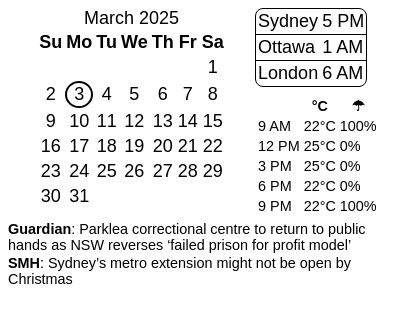 March 2025
Su Mo Tu We Th Fr Sa
1
2 3 4 5 6 7 8
9 10 11 12 13 14 15
16 17 18 19 20 21 22
23 24 25 26 27 28 29
30 31
Sydney 5 PM
Ottawa 1 AM
London 6 AM
°C ☂
9 AM 22°C 100%
12 PM 25°C 0%
3 PM 25°C 0%
6 PM 22°C 0%
9 PM 22°C 100%
Guardian: Parklea correctional centre to return to public
hands as NSW reverses ‘failed prison for profit model’
SMH: Sydney’s metro extension might not be open by
Christmas